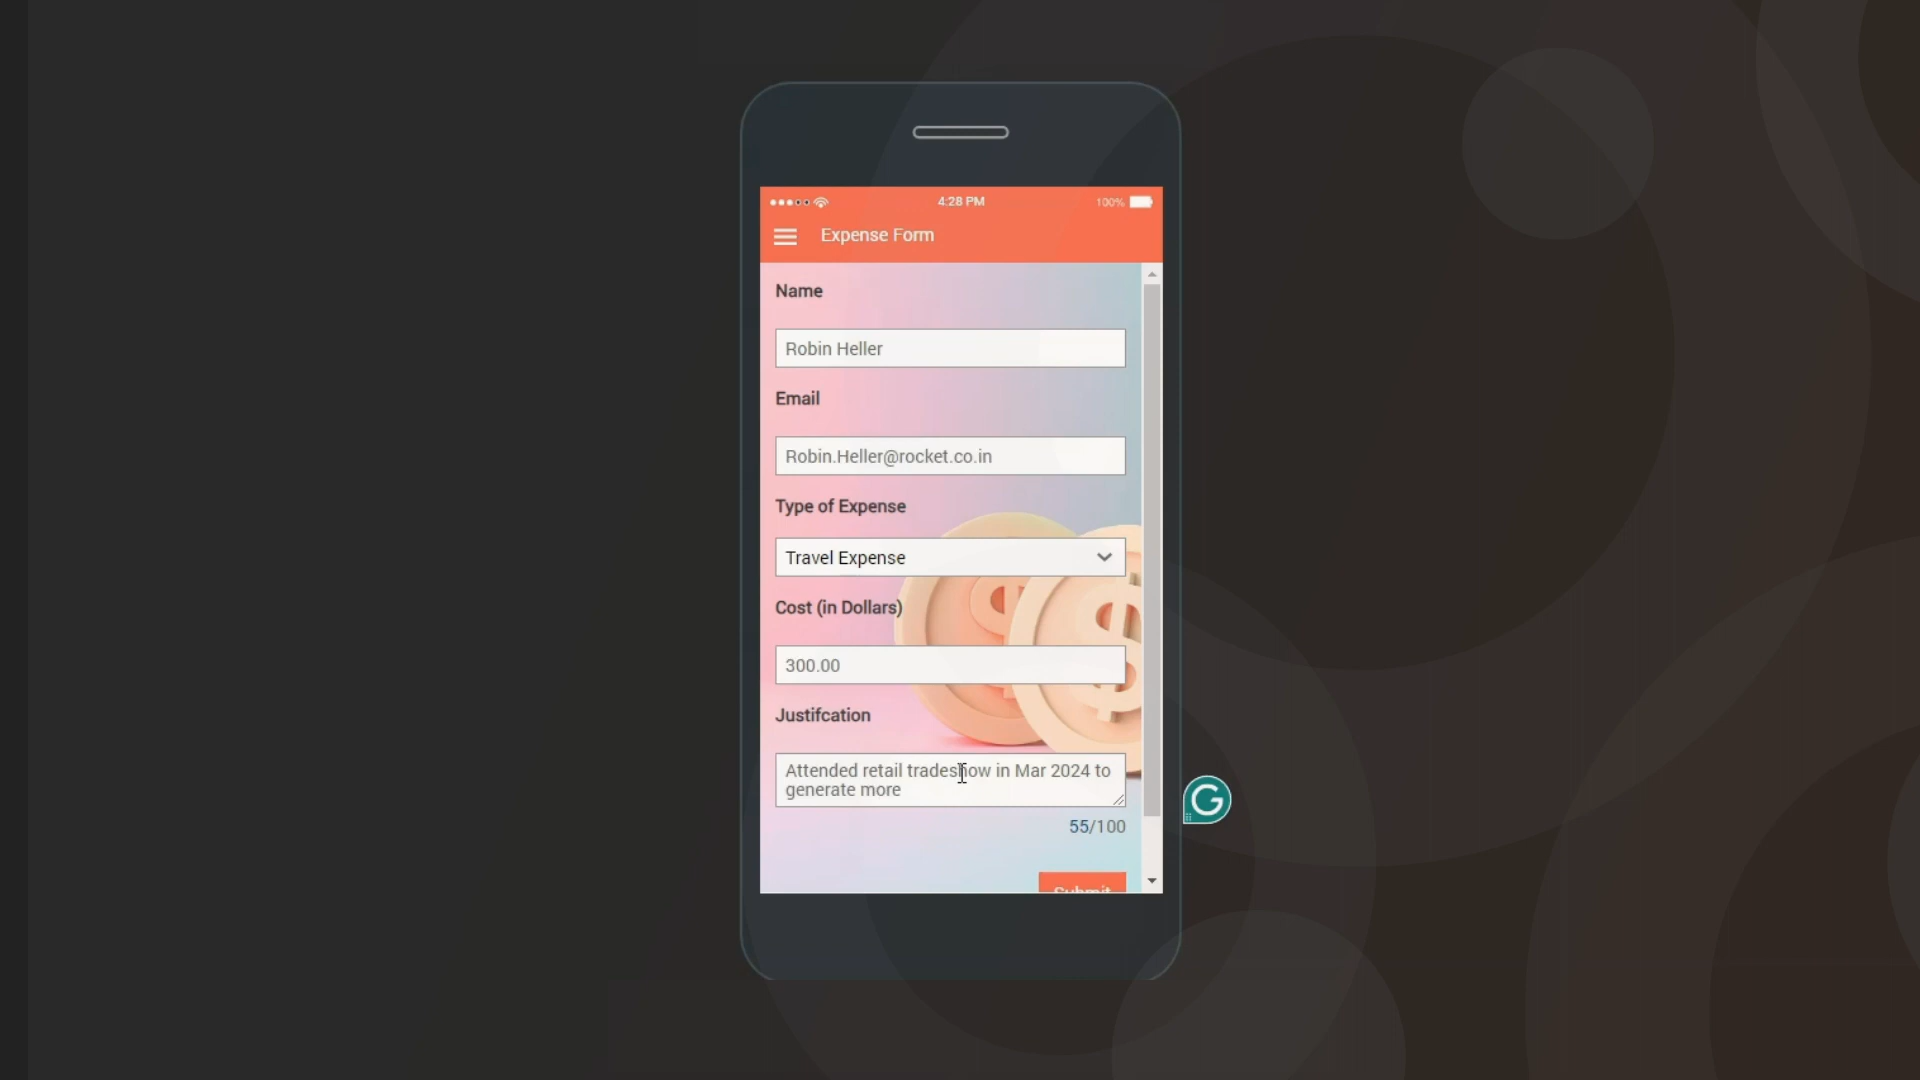 4:28 PM
100%
Expense Form
Name
Robin Heller
Email
Robin.Heller@rocket.co.in
Type of Expense
Travel Expense
Cost (in Dollars)
300.00
Justifcation
Attended retail tradeshow in Mar 2024 to
generate more
55/100
Submit
G